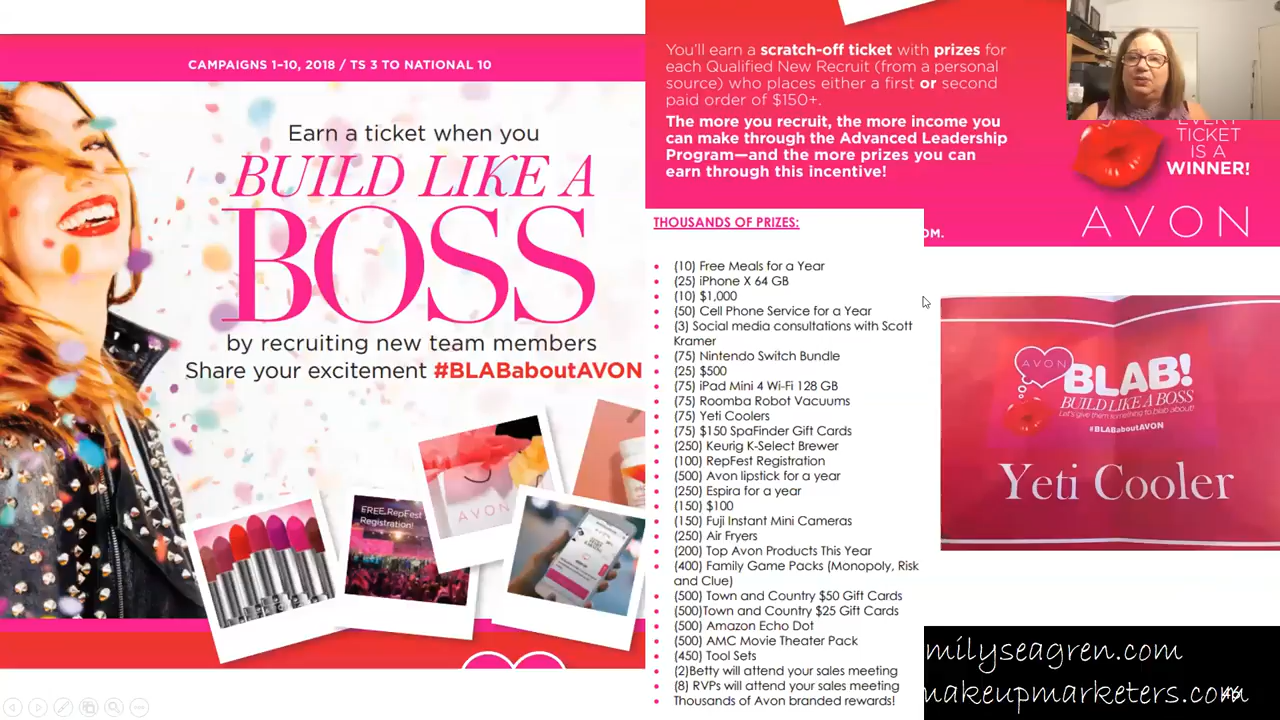 CAMPAIGNS 1–10, 2018 / TS 3 TO NATIONAL 10
Earn a ticket when you
BUILD LIKE A
BOSS
by recruiting new team members
Share your excitement #BLABaboutAVON
FREE RepFest
Registration!
AVON
You'll earn a scratch-off ticket with prizes for
each Qualified New Recruit (from a personal
source) who places either a first or second
paid order of $150+.
The more you recruit, the more income you
can make through the Advanced Leadership
Program—and the more prizes you can
earn through this incentive!
EVERY
TICKET
IS A
WINNER!
AVON
OM.
THOUSANDS OF PRIZES:
• (10) Free Meals for a Year
• (25) iPhone X 64 GB
• (10) $1,000
• (50) Cell Phone Service for a Year
• (3) Social media consultations with Scott
Kramer
• (75) Nintendo Switch Bundle
• (25) $500
• (75) iPad Mini 4 Wi-Fi 128 GB
• (75) Roomba Robot Vacuums
• (75) Yeti Coolers
• (75) $150 SpaFinder Gift Cards
• (250) Keurig K-Select Brewer
• (100) RepFest Registration
• (500) Avon lipstick for a year
• (250) Espira for a year
• (150) $100
• (150) Fuji Instant Mini Cameras
• (250) Air Fryers
• (200) Top Avon Products This Year
• (400) Family Game Packs (Monopoly, Risk
and Clue)
• (500) Town and Country $50 Gift Cards
• (500)Town and Country $25 Gift Cards
• (500) Amazon Echo Dot
• (500) AMC Movie Theater Pack
• (450) Tool Sets
• (2)Betty will attend your sales meeting
• (8) RVPs will attend your sales meeting
• Thousands of Avon branded rewards!
AVON
BLAB!
BUILD LIKE A BOSS
Let's give them something to blab about!
#BLABaboutAVON
Yeti Cooler
milyseagren.com
makeupmarketers.com
46